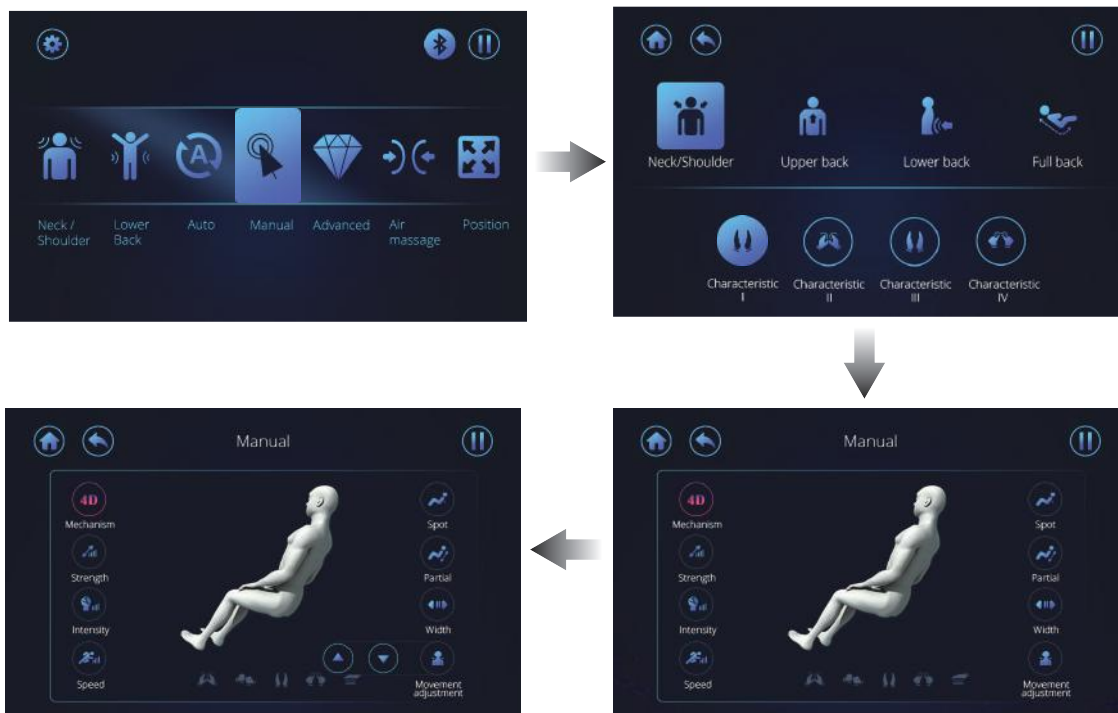 Neck / Shoulder
Lower Back
Auto
Manual
Advanced
Air massage
Position
Neck/Shoulder
Upper back
Lower back
Full back
Characteristic I
Characteristic II
Characteristic III
Characteristic IV
Manual
4D
Mechanism
Spot
Strength
Partial
Intensity
Width
Speed
Movement adjustment
Manual
4D
Mechanism
Spot
Strength
Partial
Intensity
Width
Speed
Movement adjustment